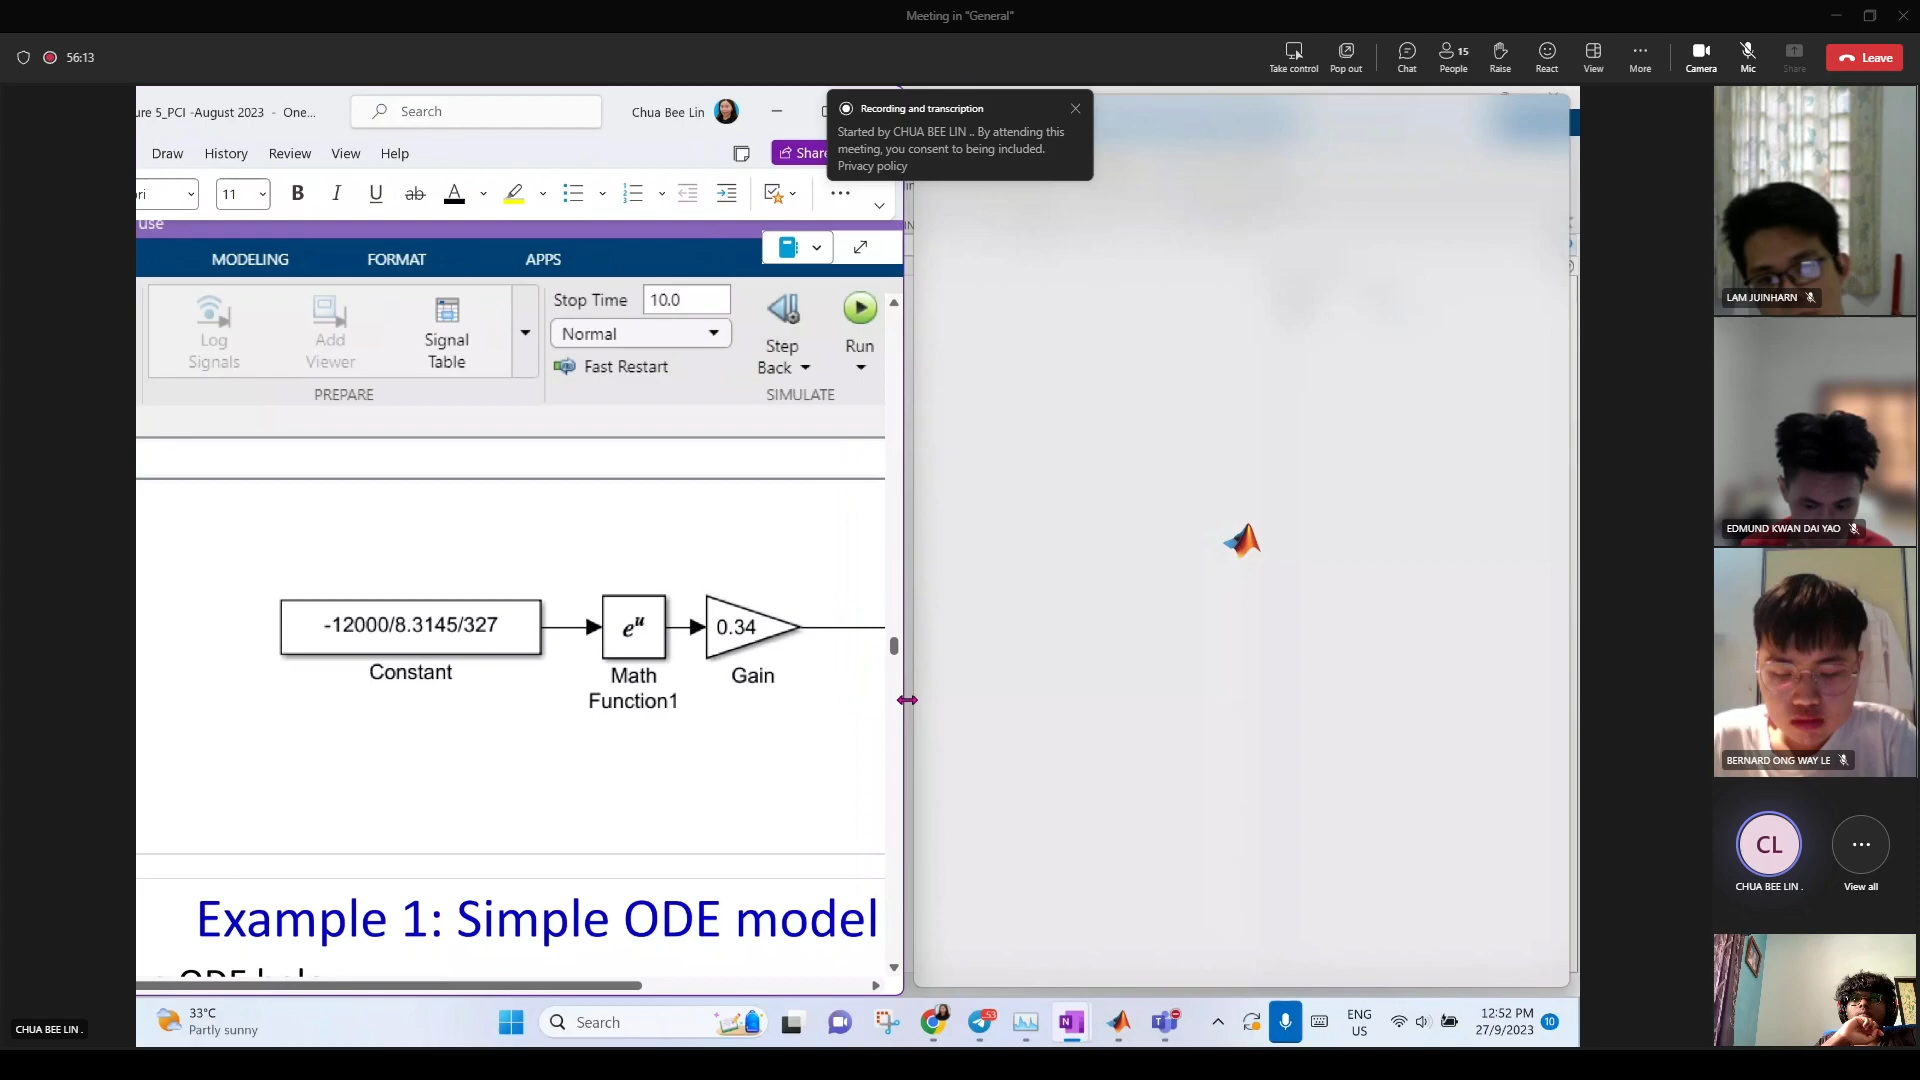 Meeting in "General"
56:13
Take control
Pop out
Chat
15
People
Raise
React
View
More
Camera
Mic
Share
Leave
ure 5_PCI -August 2023 - One...
Search
Chua Bee Lin
Recording and transcription
Started by CHUA BEE LIN .. By attending this
meeting, you consent to being included.
Privacy policy
Draw
History
Review
View
Help
Share
ri
11
B
I
U
ab
A
use
MODELING
FORMAT
APPS
Log
Signals
Add
Viewer
Signal
Table
PREPARE
Stop Time
10.0
Normal
Fast Restart
Step
Back
Run
SIMULATE
-12000/8.3145/327
Constant
e^u
Math
Function1
0.34
Gain
Example 1: Simple ODE model
LAM JUINHARN
EDMUND KWAN DAI YAO
BERNARD ONG WAY LE
CL
CHUA BEE LIN .
View all
CHUA BEE LIN .
33°C
Partly sunny
Search
53
ENG
US
12:52 PM
27/9/2023
10